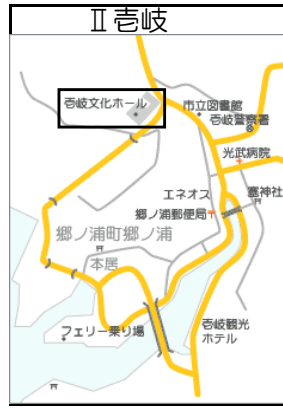 Ⅱ壱岐
壱岐文化ホール
市立図書館
壱岐警察署
光武病院
エネオス
塞神社
郷ノ浦郵便局
郷ノ浦町郷ノ浦
本居
フェリー乗り場
壱岐観光
ホテル